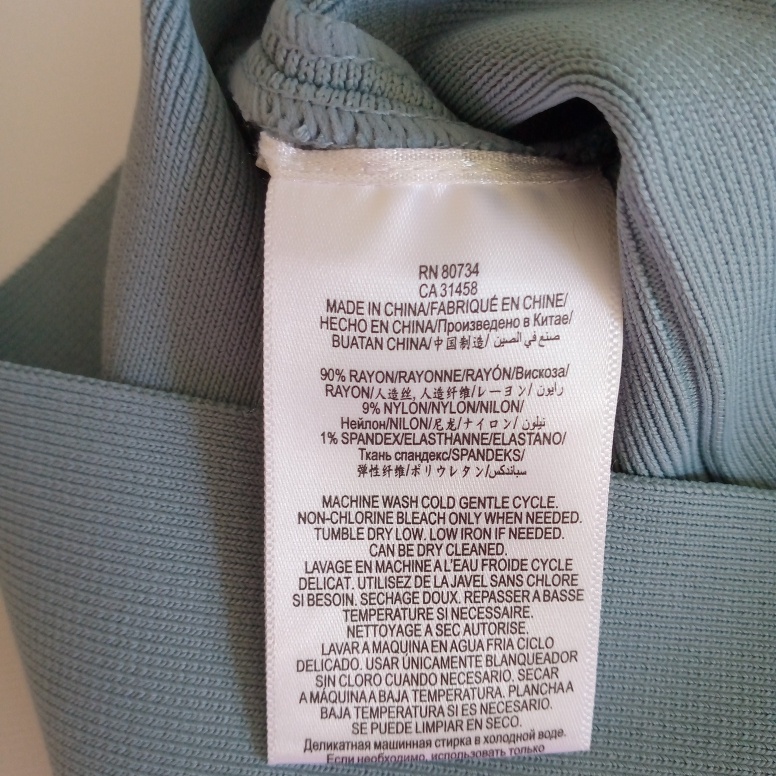 RN 80734
CA 31458
MADE IN CHINA/FABRIQUÉ EN CHINE/
HECHO EN CHINA/Произведено в Китае/
BUATAN CHINA/中国制造/صنع في الصين
90% RAYON/RAYONNE/RAYÓN/Вискоза/
RAYON/人造丝, 人造纤维/レーヨン/رايون
9% NYLON/NYLON/NILON/
Нейлон/NILON/尼龙/ナイロン/نيلون
1% SPANDEX/ELASTHANNE/ELASTANO/
Ткань спандекс/SPANDEKS/
弹性纤维/ポリウレタン/سباندكس
MACHINE WASH COLD GENTLE CYCLE.
NON-CHLORINE BLEACH ONLY WHEN NEEDED.
TUMBLE DRY LOW. LOW IRON IF NEEDED.
CAN BE DRY CLEANED.
LAVAGE EN MACHINE A L'EAU FROIDE CYCLE
DELICAT. UTILISEZ DE LA JAVEL SANS CHLORE
SI BESOIN. SECHAGE DOUX. REPASSER A BASSE
TEMPERATURE SI NECESSAIRE.
NETTOYAGE A SEC AUTORISE.
LAVAR A MAQUINA EN AGUA FRIA CICLO
DELICADO. USAR ÚNICAMENTE BLANQUEADOR
SIN CLORO CUANDO NECESARIO. SECAR
A MÁQUINA A BAJA TEMPERATURA. PLANCHA A
BAJA TEMPERATURA SI ES NECESARIO.
SE PUEDE LIMPIAR EN SECO.
Деликатная машинная стирка в холодной воде.
Если необходимо, использовать только